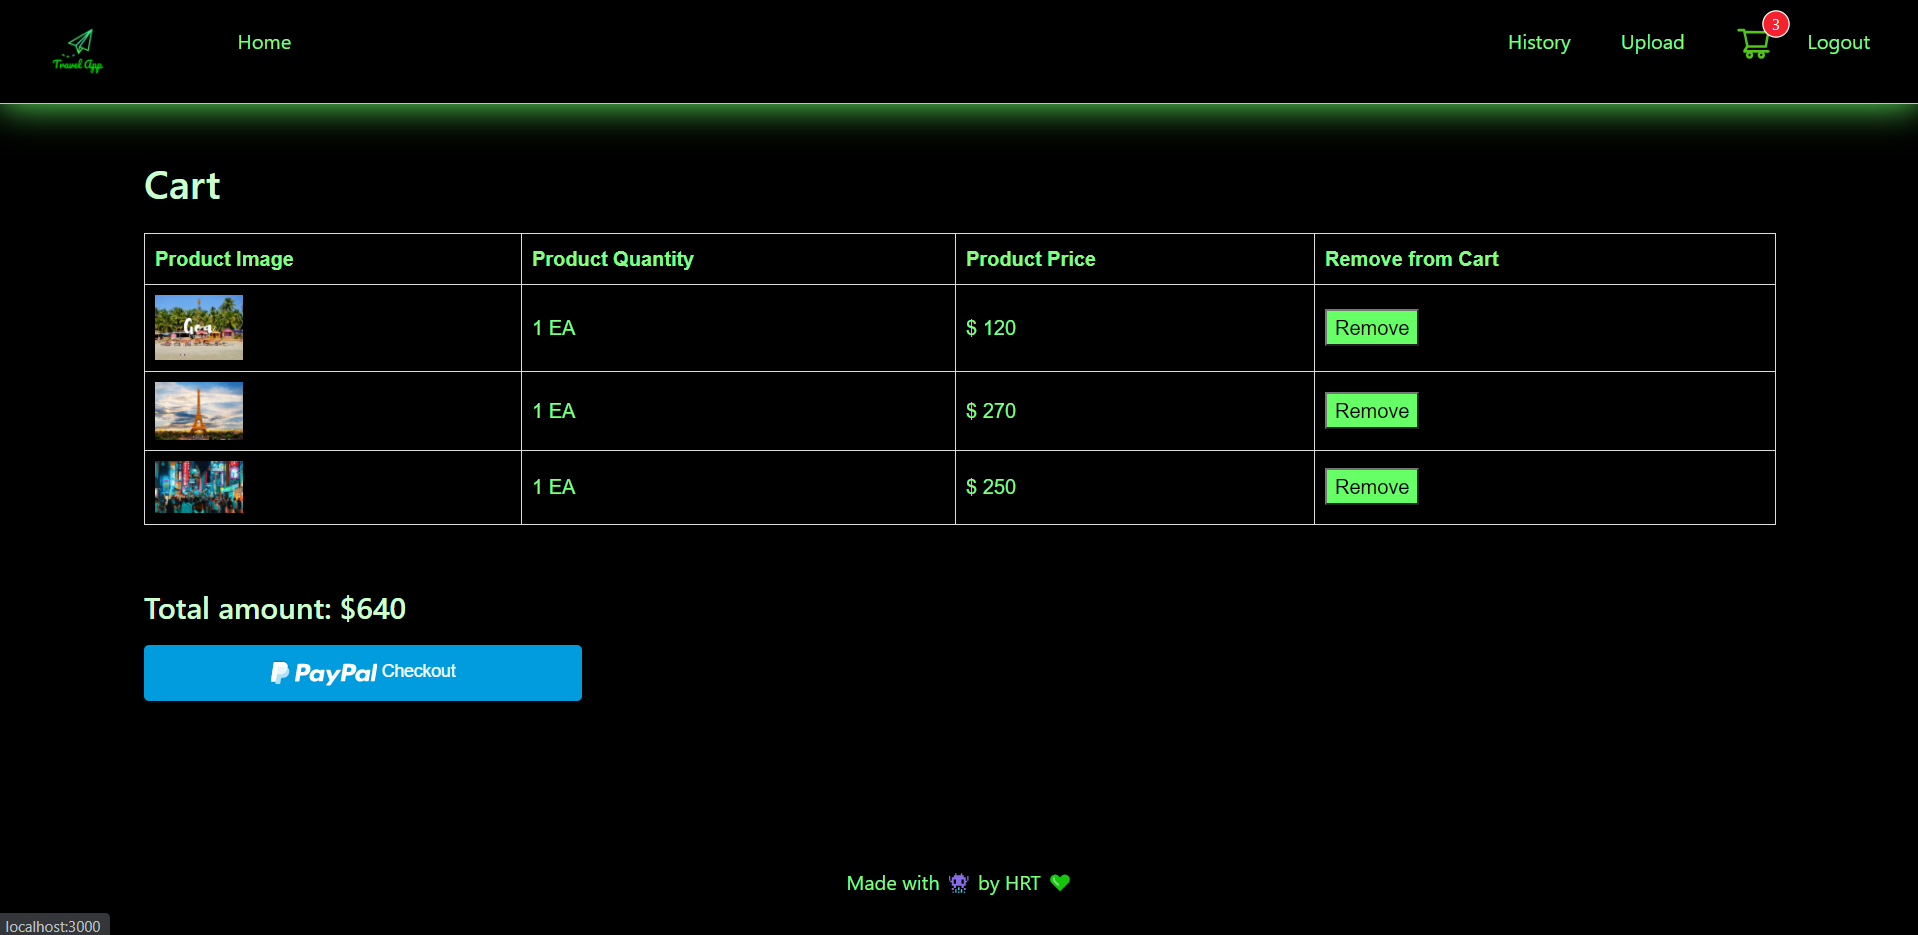 Travel App
Home
History
Upload
3
Logout
Cart
Product Image
Product Quantity
Product Price
Remove from Cart
Goa
1 EA
$ 120
Remove
1 EA
$ 270
Remove
1 EA
$ 250
Remove
Total amount: $640
PayPal Checkout
Made with 👾 by HRT 💚
localhost:3000